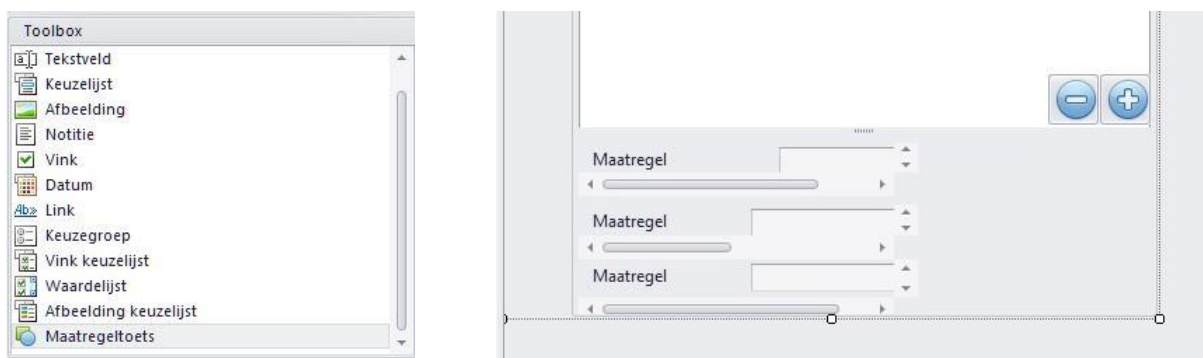 Toolbox
Tekstveld
Keuzelijst
Afbeelding
Notitie
Vink
Datum
Link
Keuzegroep
Vink keuzelijst
Waardelijst
Afbeelding keuzelijst
Maatregeltoets
Maatregel
Maatregel
Maatregel